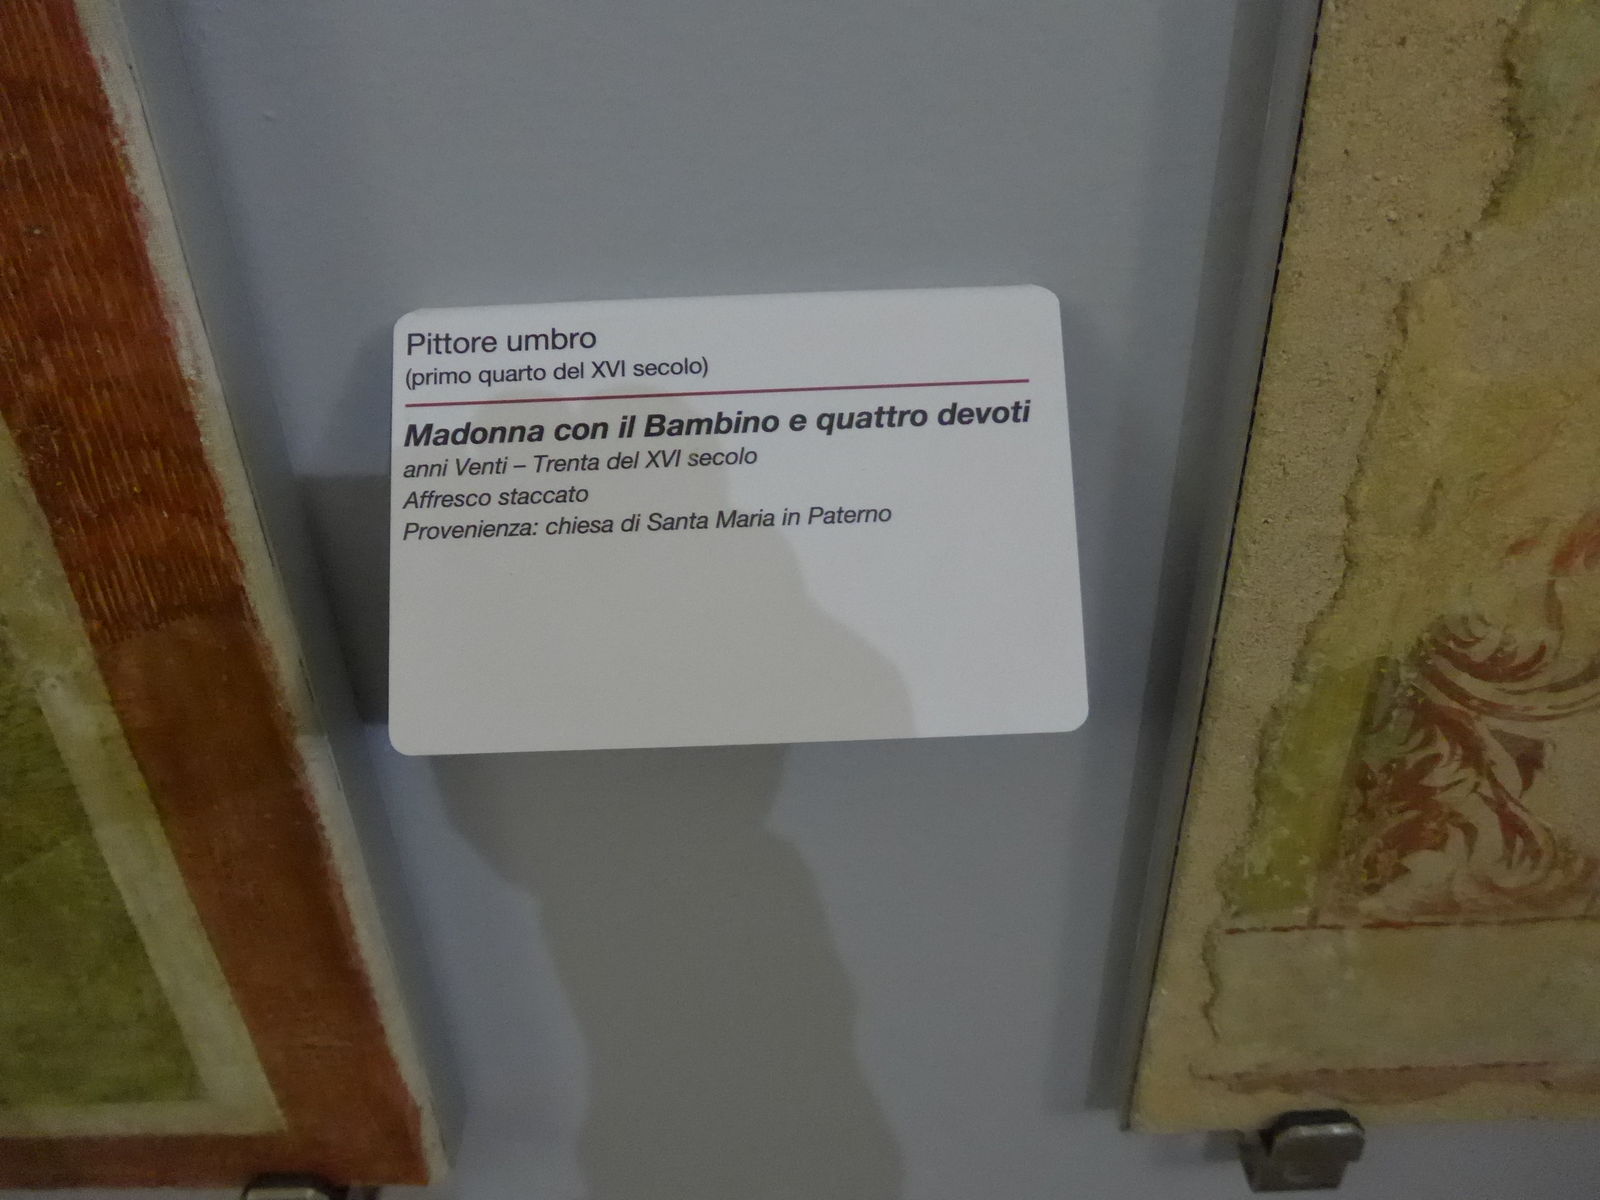 Pittore umbro
(primo quarto del XVI secolo)
Madonna con il Bambino e quattro devoti
anni Venti – Trenta del XVI secolo
Affresco staccato
Provenienza: chiesa di Santa Maria in Paterno